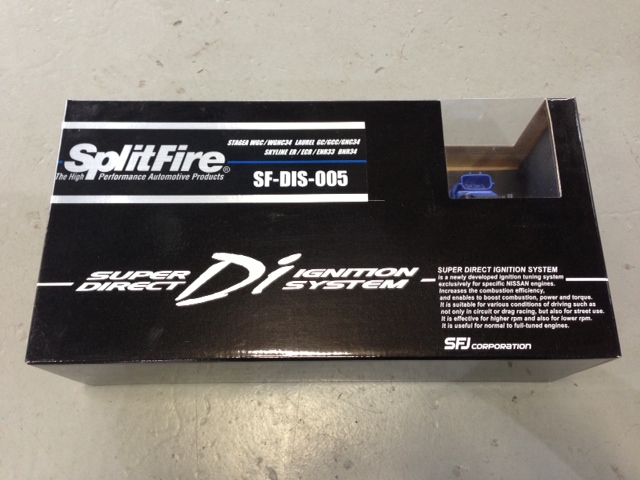 STAGEA WGC/WGNC34 LAUREL GC/GCC/GNC34
SKYLINE ER/ECR/ENR33 BNR34
SplitFire®
The High Performance Automotive Products
SF-DIS-005
SUPER DIRECT Di IGNITION SYSTEM
SUPER DIRECT IGNITION SYSTEM
is a newly developed ignition tuning system
exclusively for specific NISSAN engines.
Increases the combustion efficiency,
and enables to boost combustion, power and torque.
It is suitable for various conditions of driving such as
not only in circuit or drag racing, but also for street use.
It is effective for higher rpm and also for lower rpm.
It is useful for normal to full-tuned engines.
SFJ CORPORATION